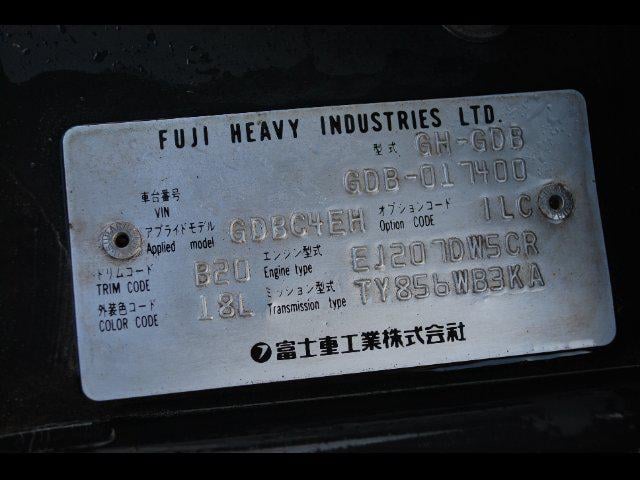 FUJI HEAVY INDUSTRIES LTD.
型式 GH-GDB
車台番号 VIN GDB-017400
アプライドモデル Applied model GDBC4EH オプションコード Option CODE 1LC
トリムコード TRIM CODE B20 エンジン型式 Engine type EJ207DW5CR
外装色コード COLOR CODE 18L ミッション型式 Transmission type TY856WB3KA
富士重工業株式会社